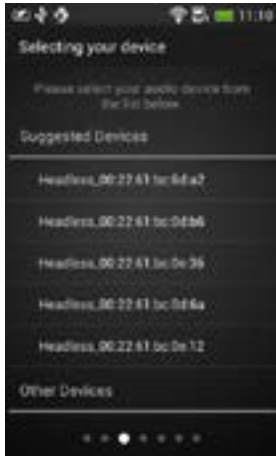 11:10
Selecting your device
Please select your audio device from
the list below
Suggested Devices
Headless_00:22:61:bc:0d:a2
Headless_00:22:61:bc:0d:b6
Headless_00:22:61:bc:0e:36
Headless_00:22:61:bc:0d:6a
Headless_00:22:61:bc:0e:12
Other Devices